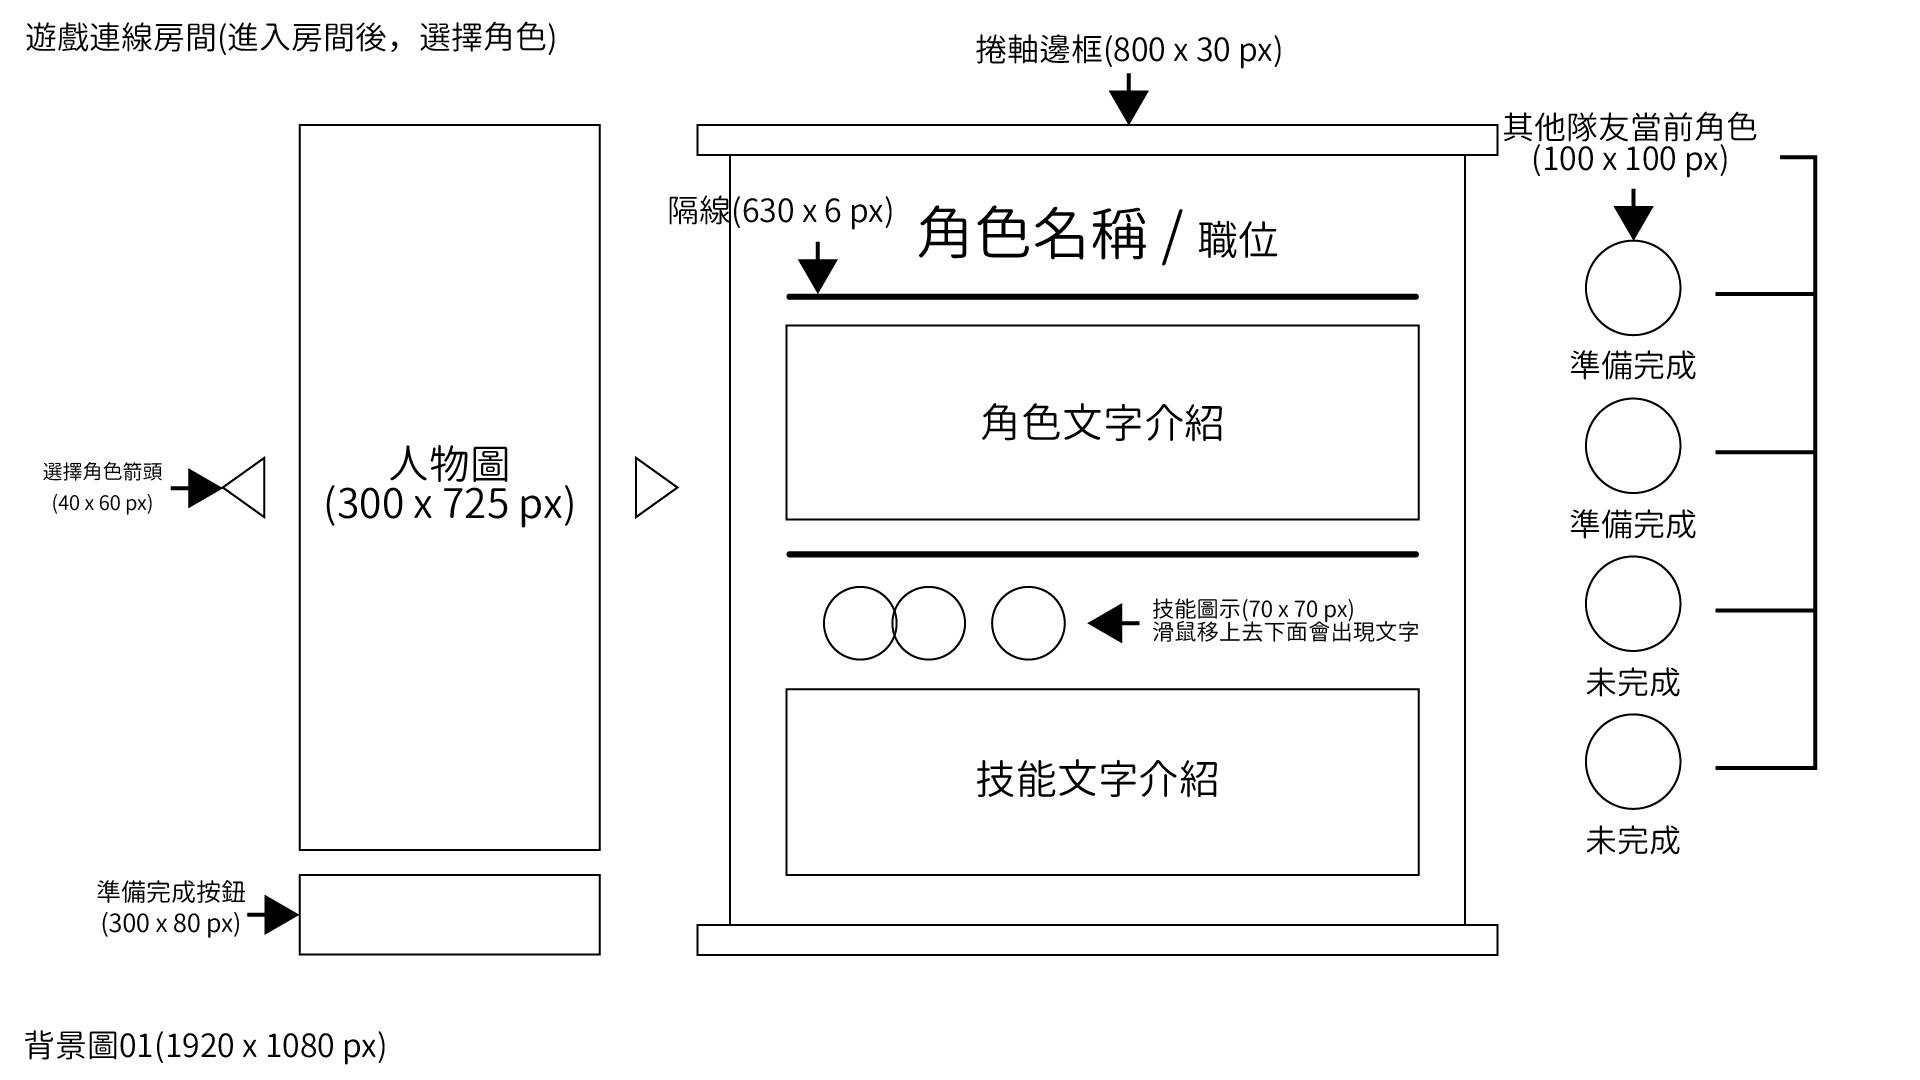 遊戲連線房間(進入房間後，選擇角色)
捲軸邊框(800 x 30 px)
其他隊友當前角色
(100 x 100 px)
隔線(630 x 6 px)
角色名稱 / 職位
準備完成
角色文字介紹
人物圖
(300 x 725 px)
選擇角色箭頭
(40 x 60 px)
準備完成
技能圖示(70 x 70 px)
滑鼠移上去下面會出現文字
未完成
技能文字介紹
未完成
準備完成按鈕
(300 x 80 px)
背景圖01(1920 x 1080 px)